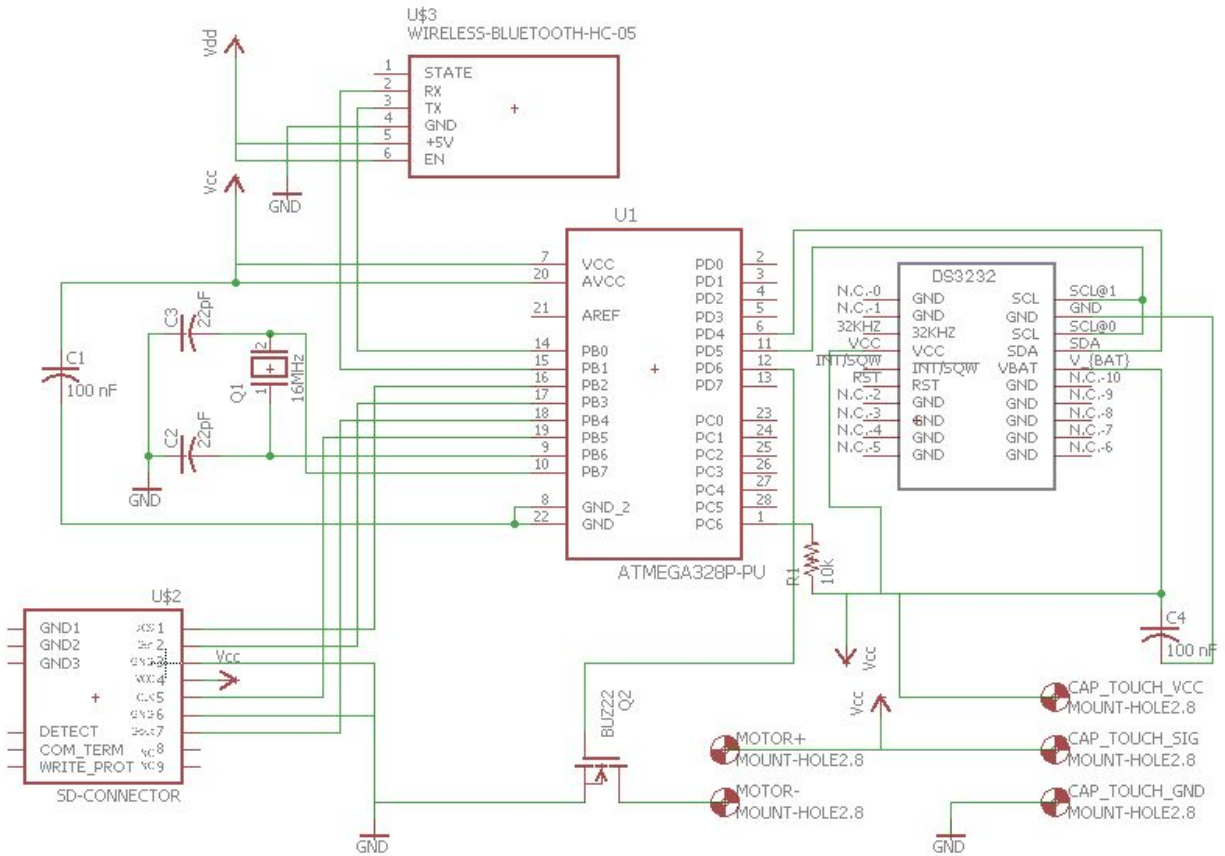 U$3
WIRELESS-BLUETOOTH-HC-05
Vdd
1 STATE
2 RX
3 TX
4 GND
5 +5V
6 EN
Vcc
GND
U1
7 VCC
20 AVCC
21 AREF
14 PB0
15 PB1
16 PB2
17 PB3
18 PB4
19 PB5
9 PB6
10 PB7
8 GND_2
22 GND
PD0 2
PD1 3
PD2 4
PD3 5
PD4 6
PD5 11
PD6 12
PD7 13
PC0 23
PC1 24
PC2 25
PC3 26
PC4 27
PC5 28
PC6 1
ATMEGA328P-PU
C3
22pF
2
Q1
1
16MHz
C1
100 nF
C2
22pF
GND
DS3232
N.C.-0 GND
N.C.-1 GND
32KHZ 32KHZ
VCC VCC
INT/SQW INT/SQW
RST RST
N.C.-2 GND
N.C.-3 GND
N.C.-4 GND
N.C.-5 GND
SCL SCL@1
GND GND
SCL SCL@0
SDA SDA
VBAT V_{BAT}
GND N.C.-10
GND N.C.-9
GND N.C.-8
GND N.C.-7
GND N.C.-6
R1
10k
Vcc
C4
100 nF
U$2
GND1
GND2
GND3
DETECT
COM_TERM
WRITE_PROT
1
2
3
VCC 4
CLK 5
6
7
NC 8
NC 9
SD-CONNECTOR
Vcc
BUZ22
Q2
Vcc
MOTOR+
MOUNT-HOLE2.8
MOTOR-
MOUNT-HOLE2.8
CAP_TOUCH_VCC
MOUNT-HOLE2.8
CAP_TOUCH_SIG
MOUNT-HOLE2.8
CAP_TOUCH_GND
MOUNT-HOLE2.8
GND
GND